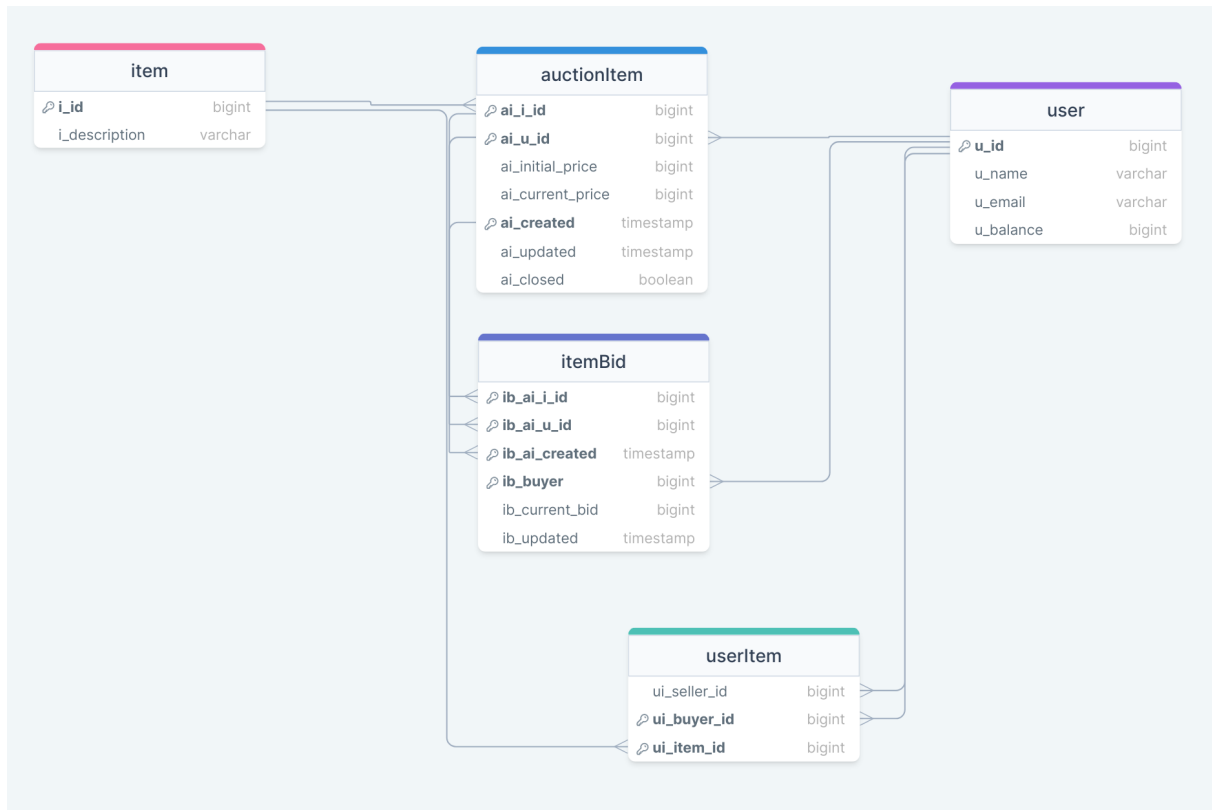 item
i_id bigint
i_description varchar
auctionItem
ai_i_id bigint
ai_u_id bigint
ai_initial_price bigint
ai_current_price bigint
ai_created timestamp
ai_updated timestamp
ai_closed boolean
user
u_id bigint
u_name varchar
u_email varchar
u_balance bigint
itemBid
ib_ai_i_id bigint
ib_ai_u_id bigint
ib_ai_created timestamp
ib_buyer bigint
ib_current_bid bigint
ib_updated timestamp
userItem
ui_seller_id bigint
ui_buyer_id bigint
ui_item_id bigint